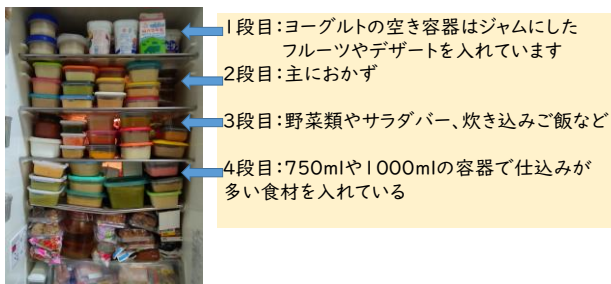 1段目:ヨーグルトの空き容器はジャムにした
フルーツやデザートを入れています
2段目:主におかず
3段目:野菜類やサラダバー、炊き込みご飯など
4段目:750mlや1000mlの容器で仕込みが
多い食材を入れている